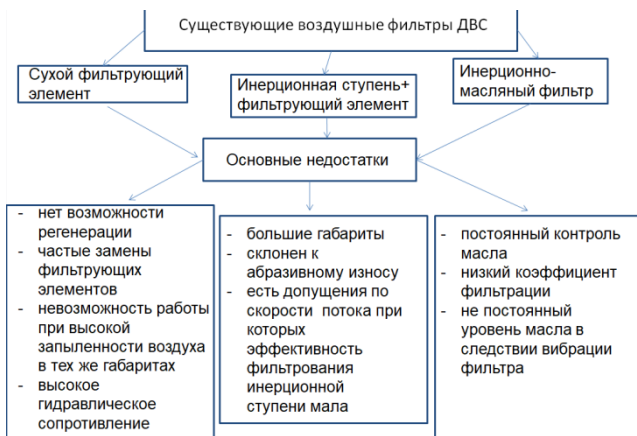 Существующие воздушные фильтры ДВС
Сухой фильтрующий
элемент
Инерционная ступень+
фильтрующий элемент
Инерционно-
масляный фильтр
Основные недостатки
- нет возможности
регенерации
- частые замены
фильтрующих
элементов
- невозможность работы
при высокой
запыленности воздуха
в тех же габаритах
- высокое
гидравлическое
сопротивление
- большие габариты
- склонен к
абразивному износу
- есть допущения по
скорости потока при
которых
эффективность
фильтрования
инерционной
ступени мала
- постоянный контроль
масла
- низкий коэффициент
фильтрации
- не постоянный
уровень масла в
следствии вибрации
фильтра